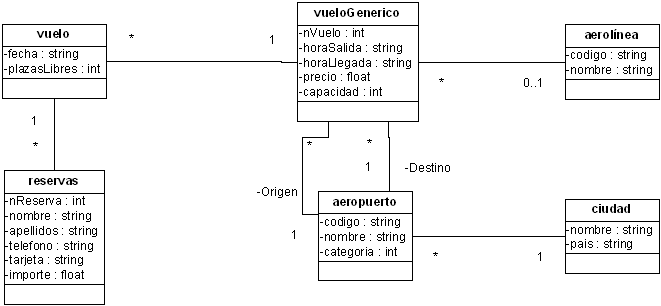 vuelo
-fecha : string
-plazasLibres : int
*
1
vueloGenerico
-nVuelo : int
-horaSalida : string
-horaLlegada : string
-precio : float
-capacidad : int
*
0..1
aerolínea
-codigo : string
-nombre : string
1
*
reservas
-nReserva : int
-nombre : string
-apellidos : string
-telefono : string
-tarjeta : string
-importe : float
*
-Origen
1
*
1
-Destino
aeropuerto
-codigo : string
-nombre : string
-categoria : int
*
1
ciudad
-nombre : string
-pais : string